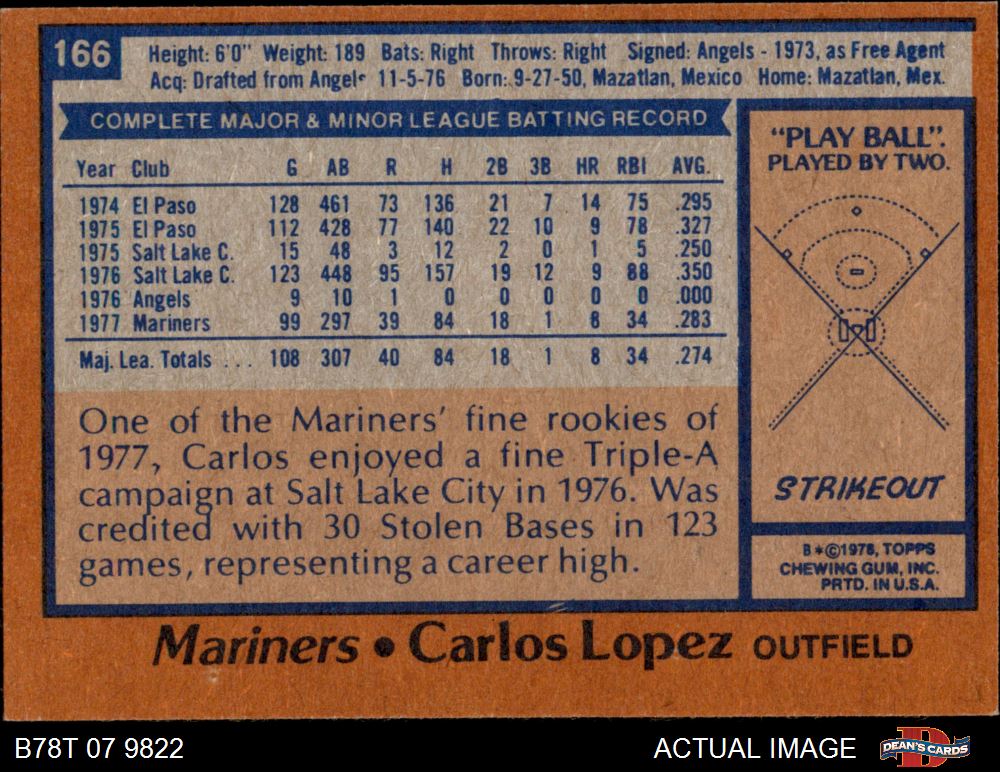 166
Height: 6'0" Weight: 189 Bats: Right Throws: Right Signed: Angels - 1973, as Free Agent
Acq: Drafted from Angels 11-5-76 Born: 9-27-50, Mazatlan, Mexico Home: Mazatlan, Mex.
COMPLETE MAJOR & MINOR LEAGUE BATTING RECORD
Year Club G AB R H 2B 3B HR RBI AVG.
1974 El Paso 128 461 73 136 21 7 14 75 .295
1975 El Paso 112 428 77 140 22 10 9 78 .327
1975 Salt Lake C. 15 48 3 12 2 0 1 5 .250
1976 Salt Lake C. 123 448 95 157 19 12 9 88 .350
1976 Angels 9 10 1 0 0 0 0 0 .000
1977 Mariners 99 297 39 84 18 1 8 34 .283
Maj. Lea. Totals . . . 108 307 40 84 18 1 8 34 .274
One of the Mariners' fine rookies of
1977, Carlos enjoyed a fine Triple-A
campaign at Salt Lake City in 1976. Was
credited with 30 Stolen Bases in 123
games, representing a career high.
"PLAY BALL".
PLAYED BY TWO.
STRIKEOUT
B*©1978, TOPPS
CHEWING GUM, INC.
PRTD. IN U.S.A.
Mariners • Carlos Lopez OUTFIELD
B78T 07 9822
ACTUAL IMAGE
D
DEAN'S CARDS